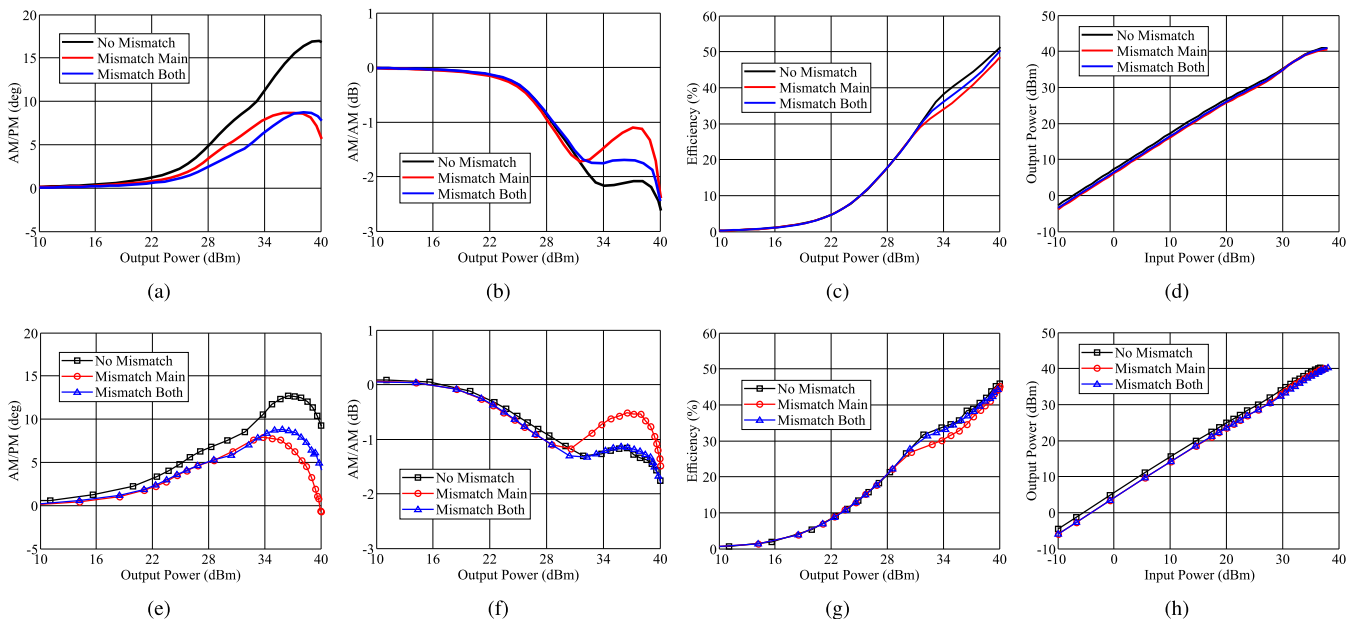 20
15
10
5
0
-5
AM/PM (deg)
No Mismatch
Mismatch Main
Mismatch Both
10 16 22 28 34 40
Output Power (dBm)
(a)
1
0
-1
-2
-3
AM/AM (dB)
No Mismatch
Mismatch Main
Mismatch Both
10 16 22 28 34 40
Output Power (dBm)
(b)
60
50
40
30
20
10
0
Efficiency (%)
No Mismatch
Mismatch Main
Mismatch Both
10 16 22 28 34 40
Output Power (dBm)
(c)
50
40
30
20
10
0
-10
Output Power (dBm)
No Mismatch
Mismatch Main
Mismatch Both
-10 0 10 20 30 40
Input Power (dBm)
(d)
20
15
10
5
0
-5
AM/PM (deg)
No Mismatch
Mismatch Main
Mismatch Both
10 16 22 28 34 40
Output Power (dBm)
(e)
1
0
-1
-2
-3
AM/AM (dB)
No Mismatch
Mismatch Main
Mismatch Both
10 16 22 28 34 40
Output Power (dBm)
(f)
60
50
40
30
20
10
0
Efficiency (%)
No Mismatch
Mismatch Main
Mismatch Both
10 16 22 28 34 40
Output Power (dBm)
(g)
50
40
30
20
10
0
-10
Output Power (dBm)
No Mismatch
Mismatch Main
Mismatch Both
-10 0 10 20 30 40
Input Power (dBm)
(h)